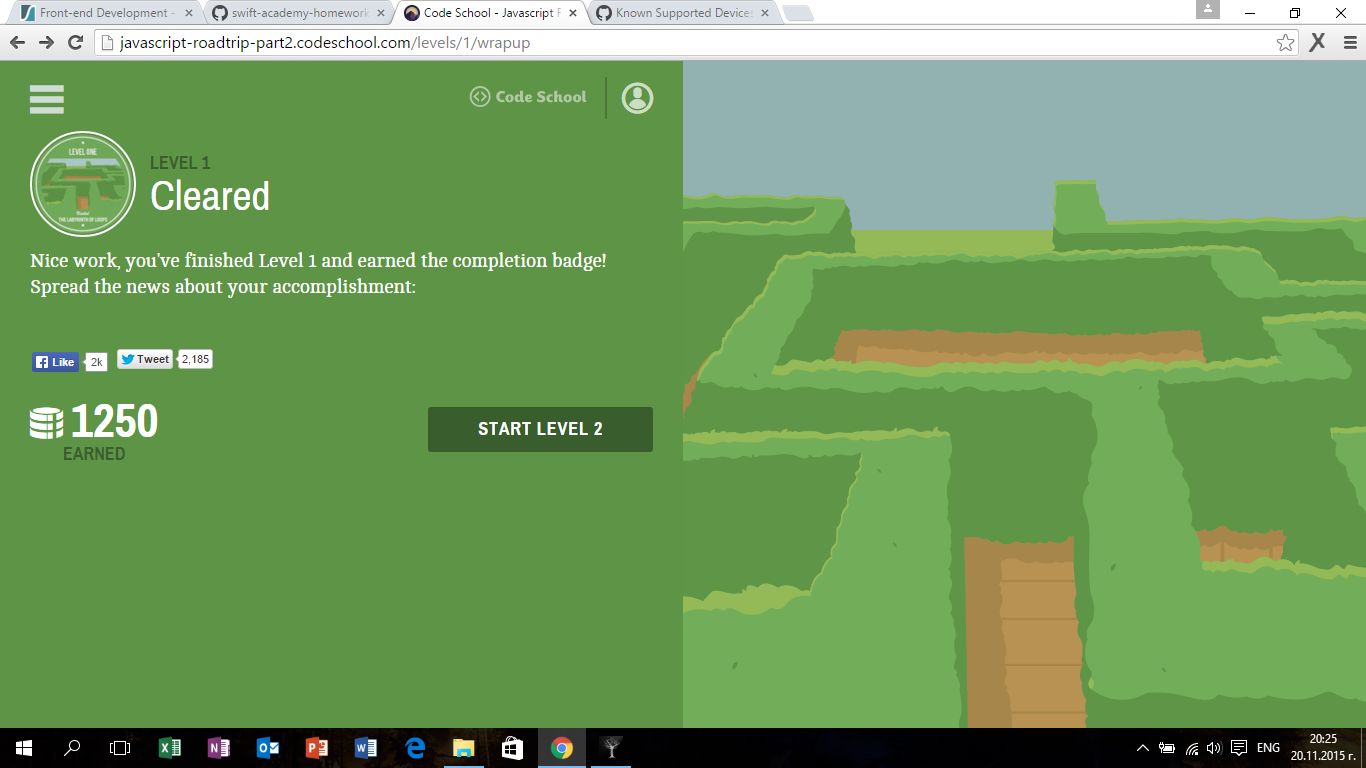 Front-end Development -
swift-academy-homework
Code School - Javascript R
Known Supported Devices
javascript-roadtrip-part2.codeschool.com/levels/1/wrapup
Code School
LEVEL ONE
THE LABYRINTH OF LOOPS
LEVEL 1
Cleared
Nice work, you've finished Level 1 and earned the completion badge!
Spread the news about your accomplishment:
Like
2k
Tweet
2,185
1250
EARNED
START LEVEL 2
ENG
20:25
20.11.2015 г.